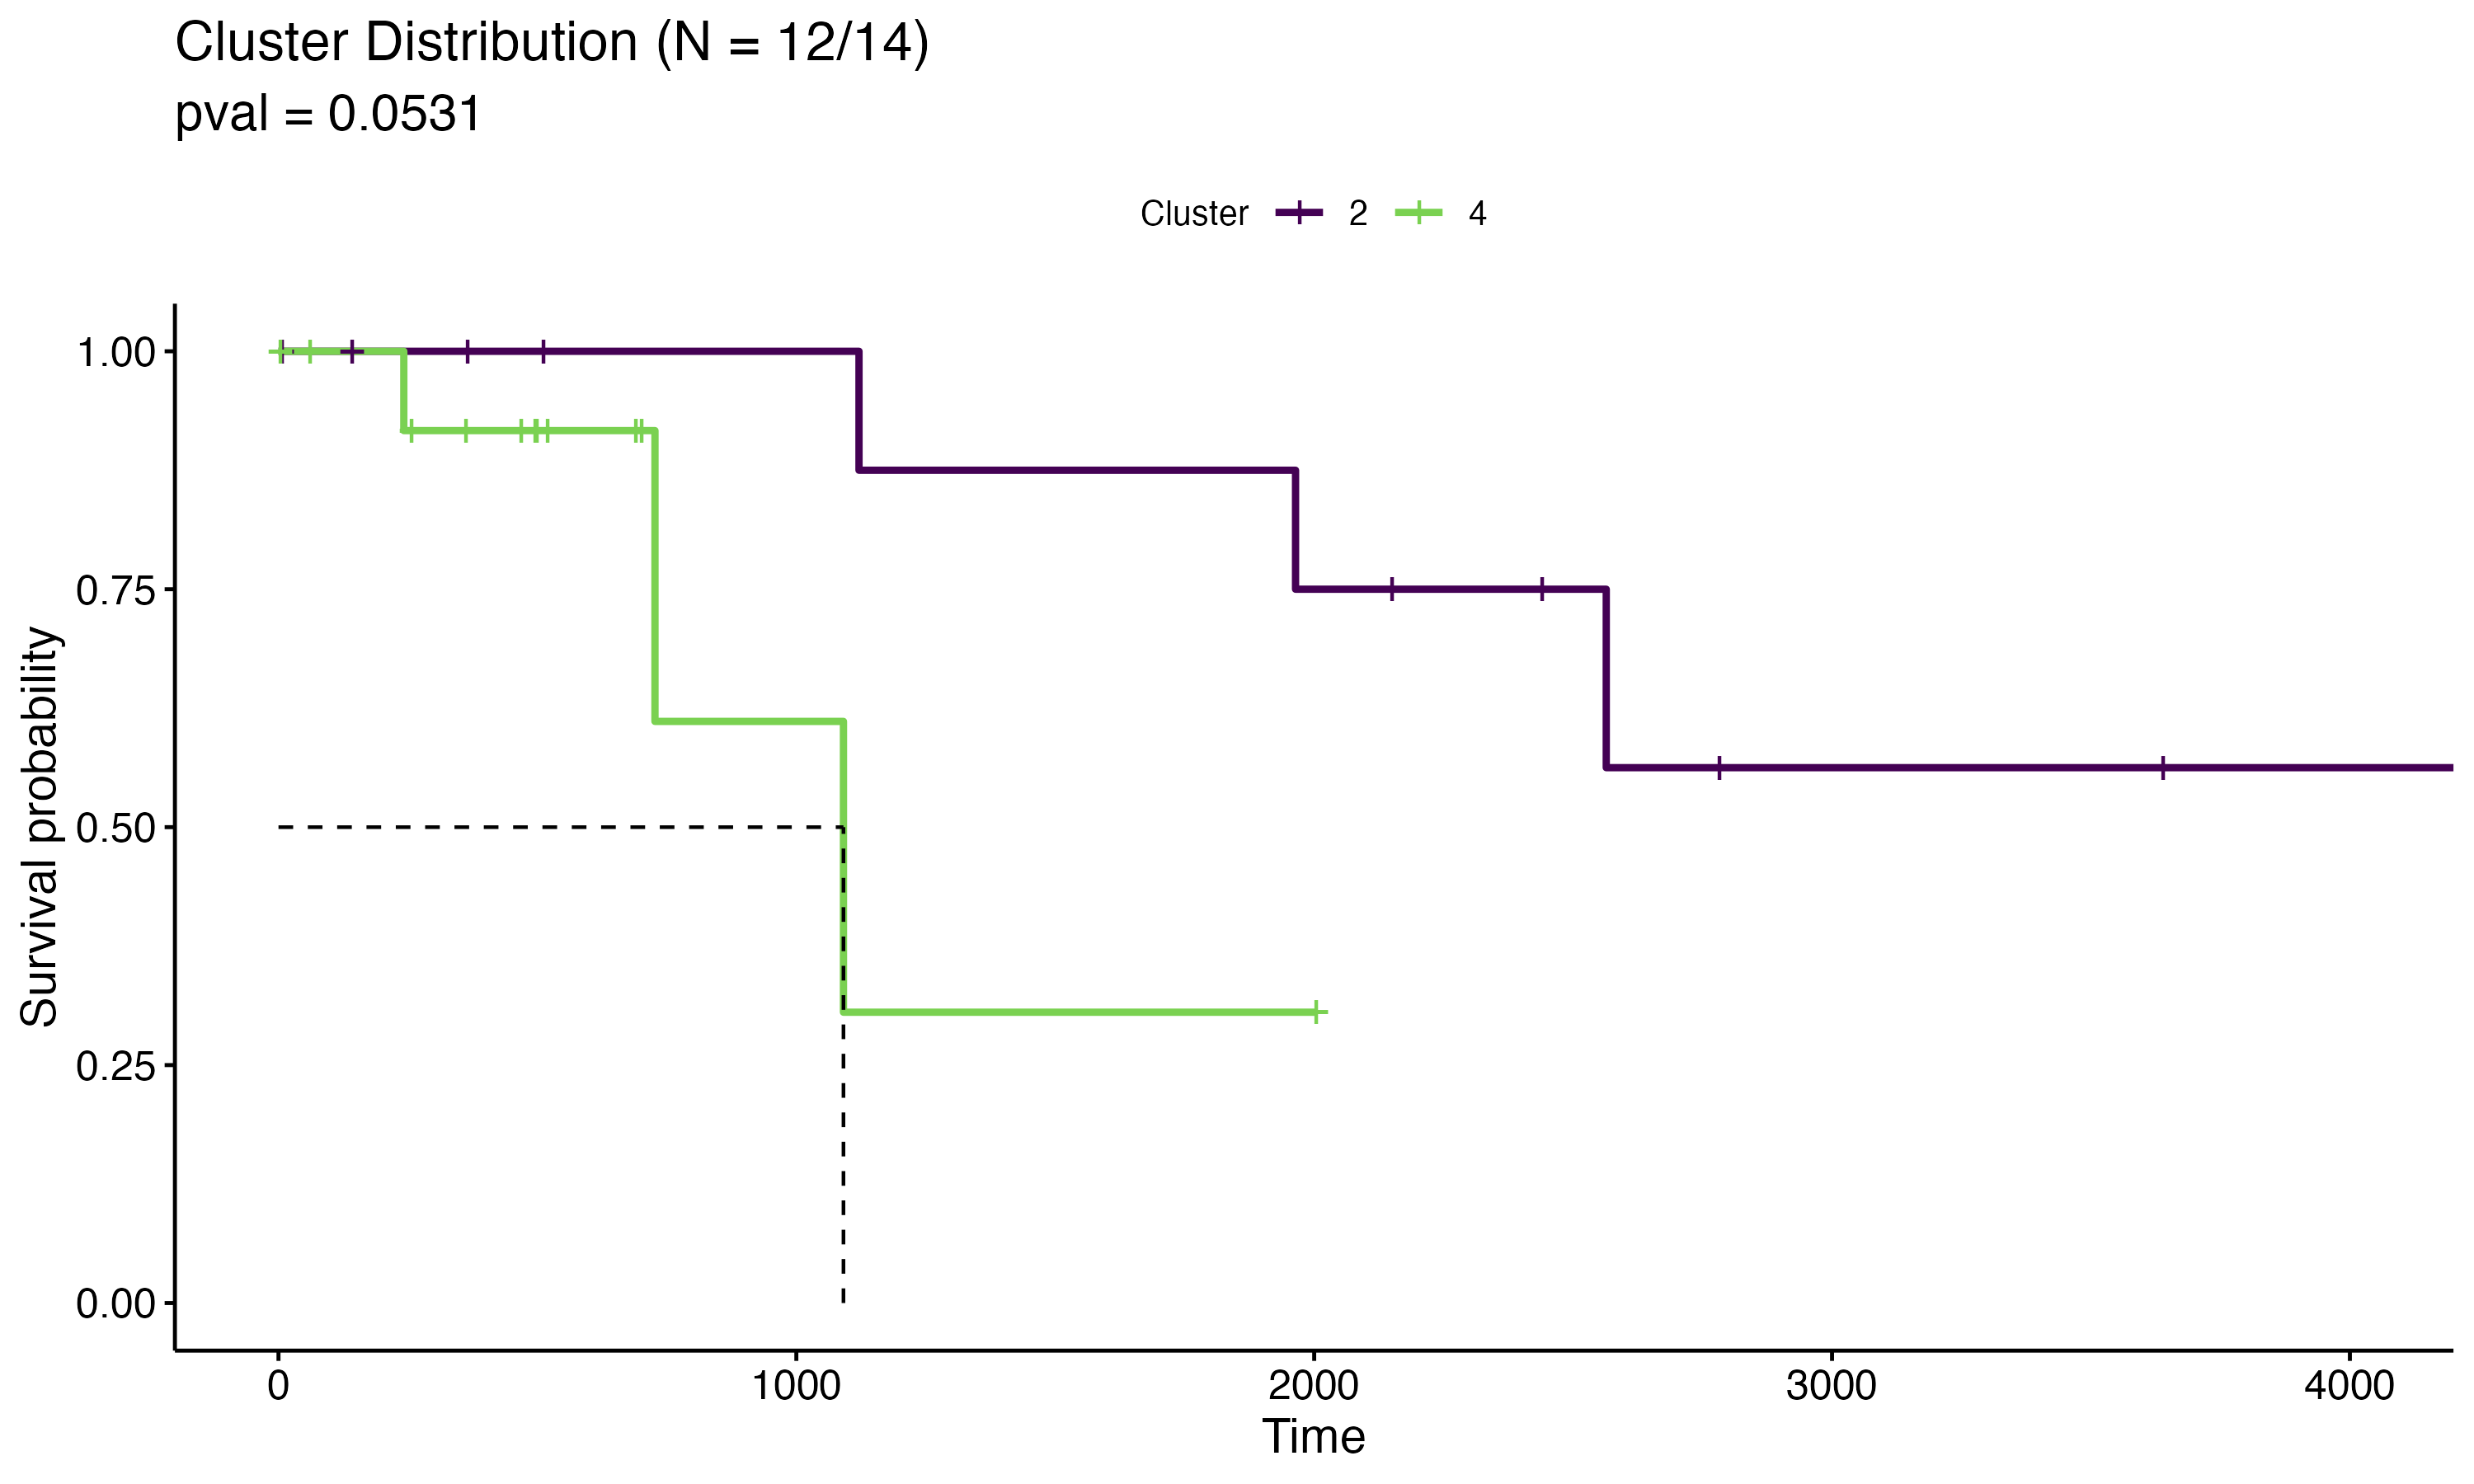 Cluster Distribution (N = 12/14)
pval = 0.0531
Cluster 2 4
Survival probability
1.00
0.75
0.50
0.25
0.00
0 1000 2000 3000 4000
Time